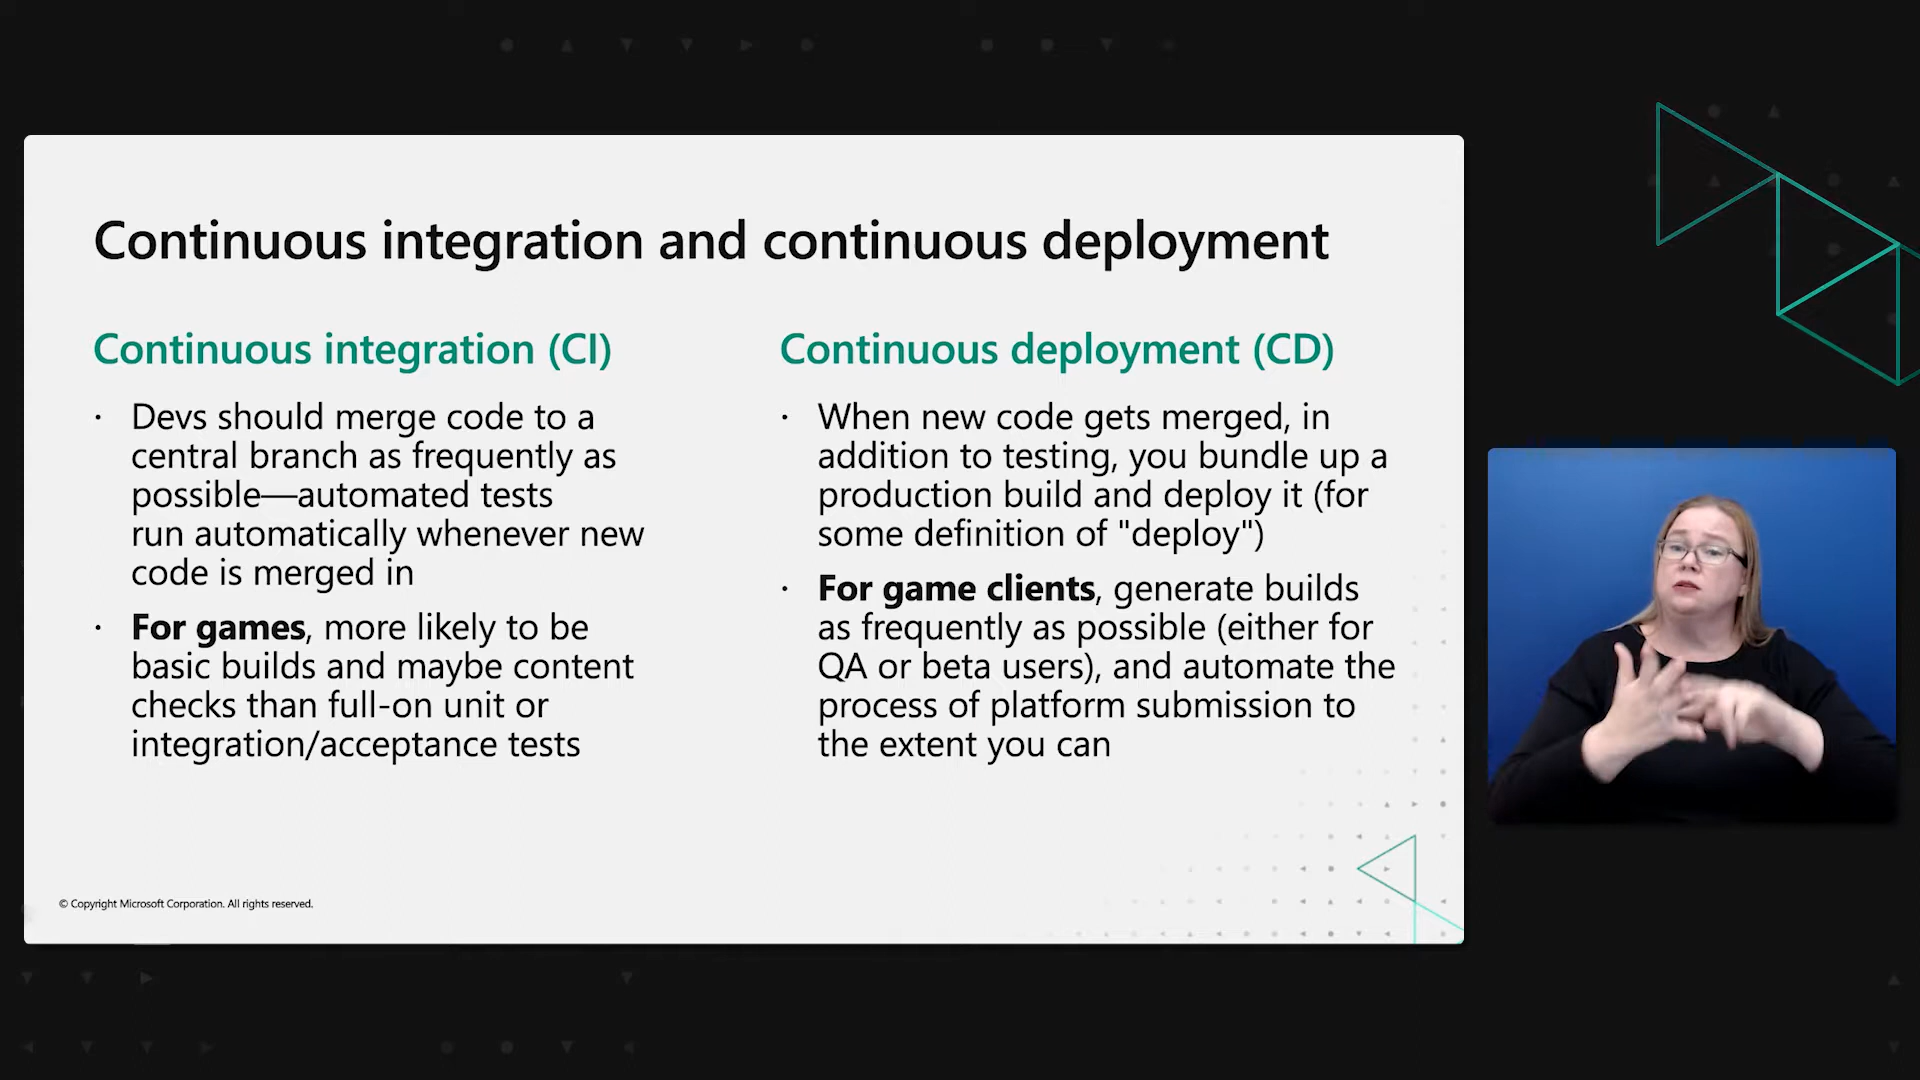 Continuous integration and continuous deployment
Continuous integration (CI)
· Devs should merge code to a
central branch as frequently as
possible—automated tests
run automatically whenever new
code is merged in
· For games, more likely to be
basic builds and maybe content
checks than full-on unit or
integration/acceptance tests
Continuous deployment (CD)
· When new code gets merged, in
addition to testing, you bundle up a
production build and deploy it (for
some definition of "deploy")
· For game clients, generate builds
as frequently as possible (either for
QA or beta users), and automate the
process of platform submission to
the extent you can
© Copyright Microsoft Corporation. All rights reserved.